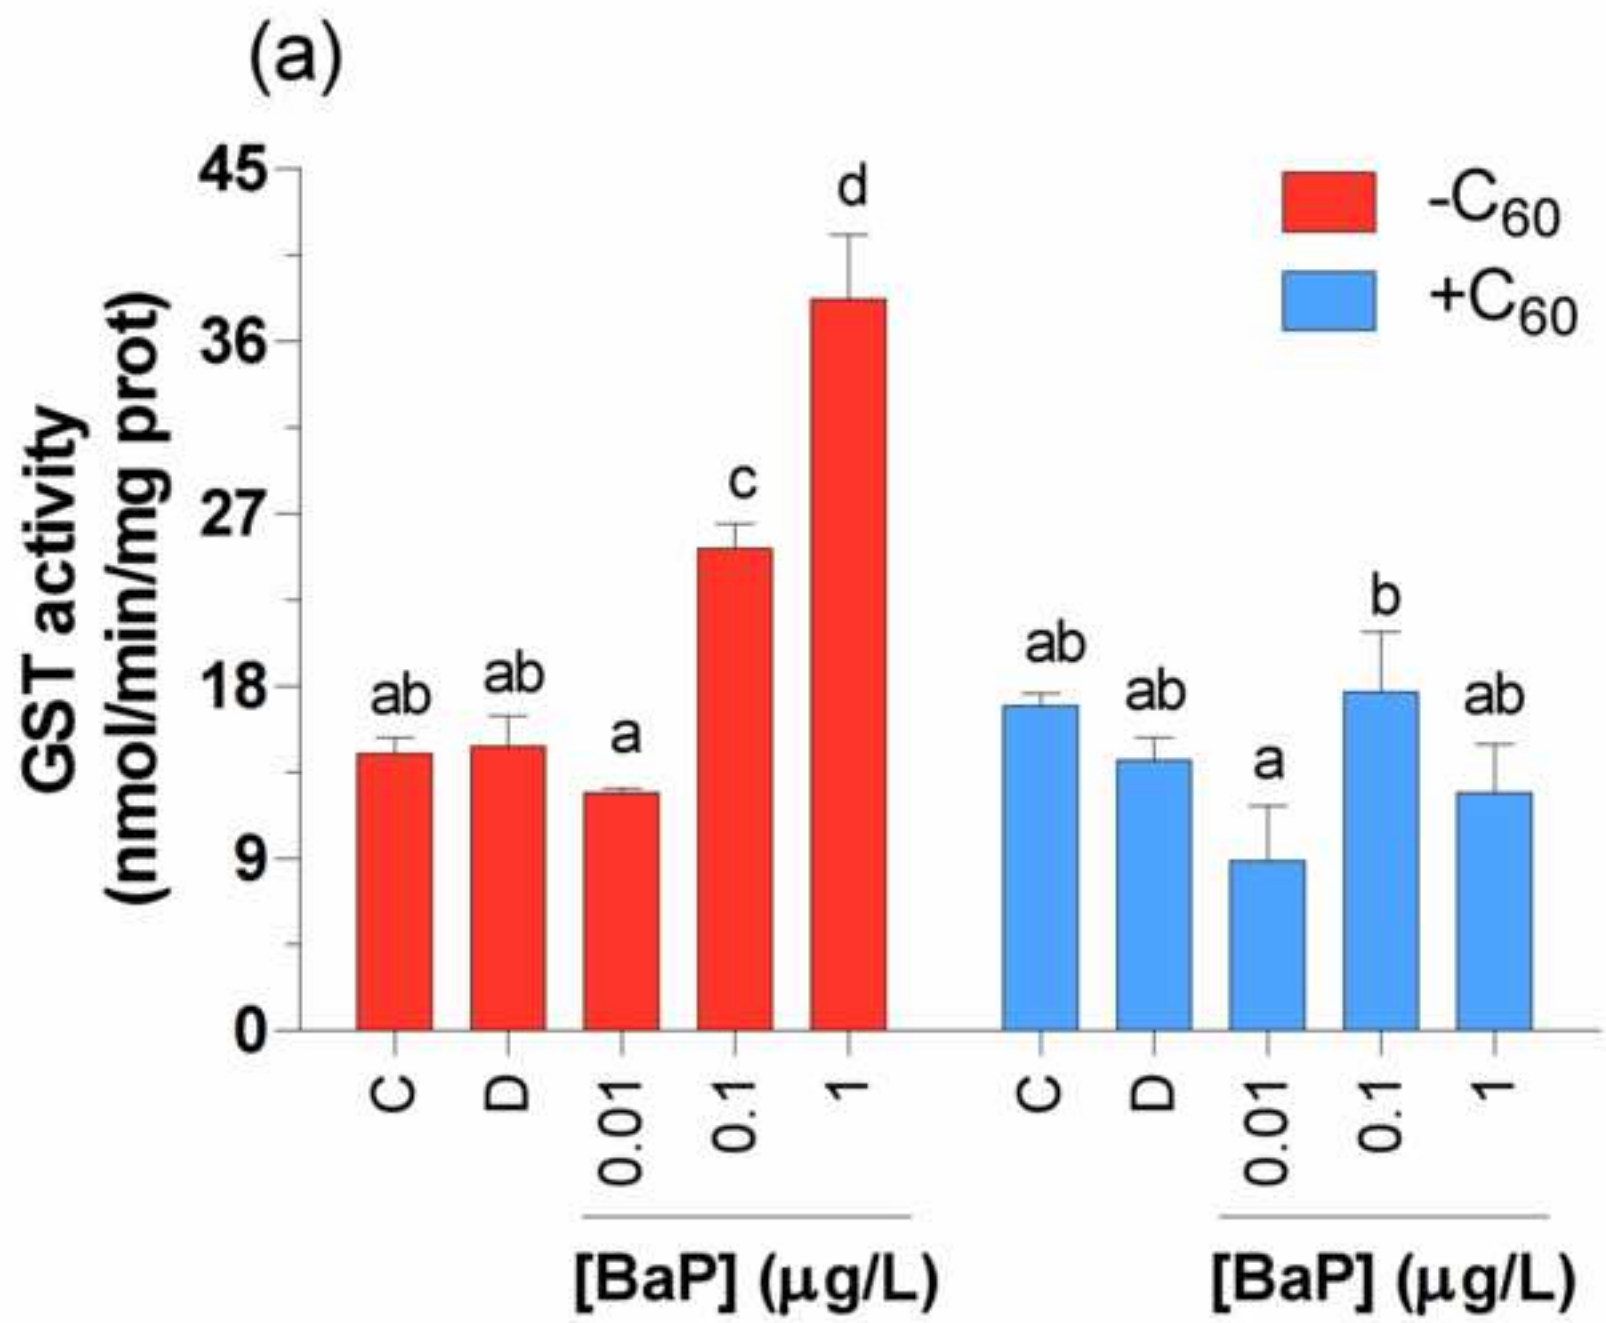 (a)
GST activity
(nmol/min/mg prot)
45
36
27
18
9
0
-C60
+C60
ab
ab
a
c
d
ab
ab
a
b
ab
C
D
0.01
0.1
1
C
D
0.01
0.1
1
[BaP] (μg/L)
[BaP] (μg/L)